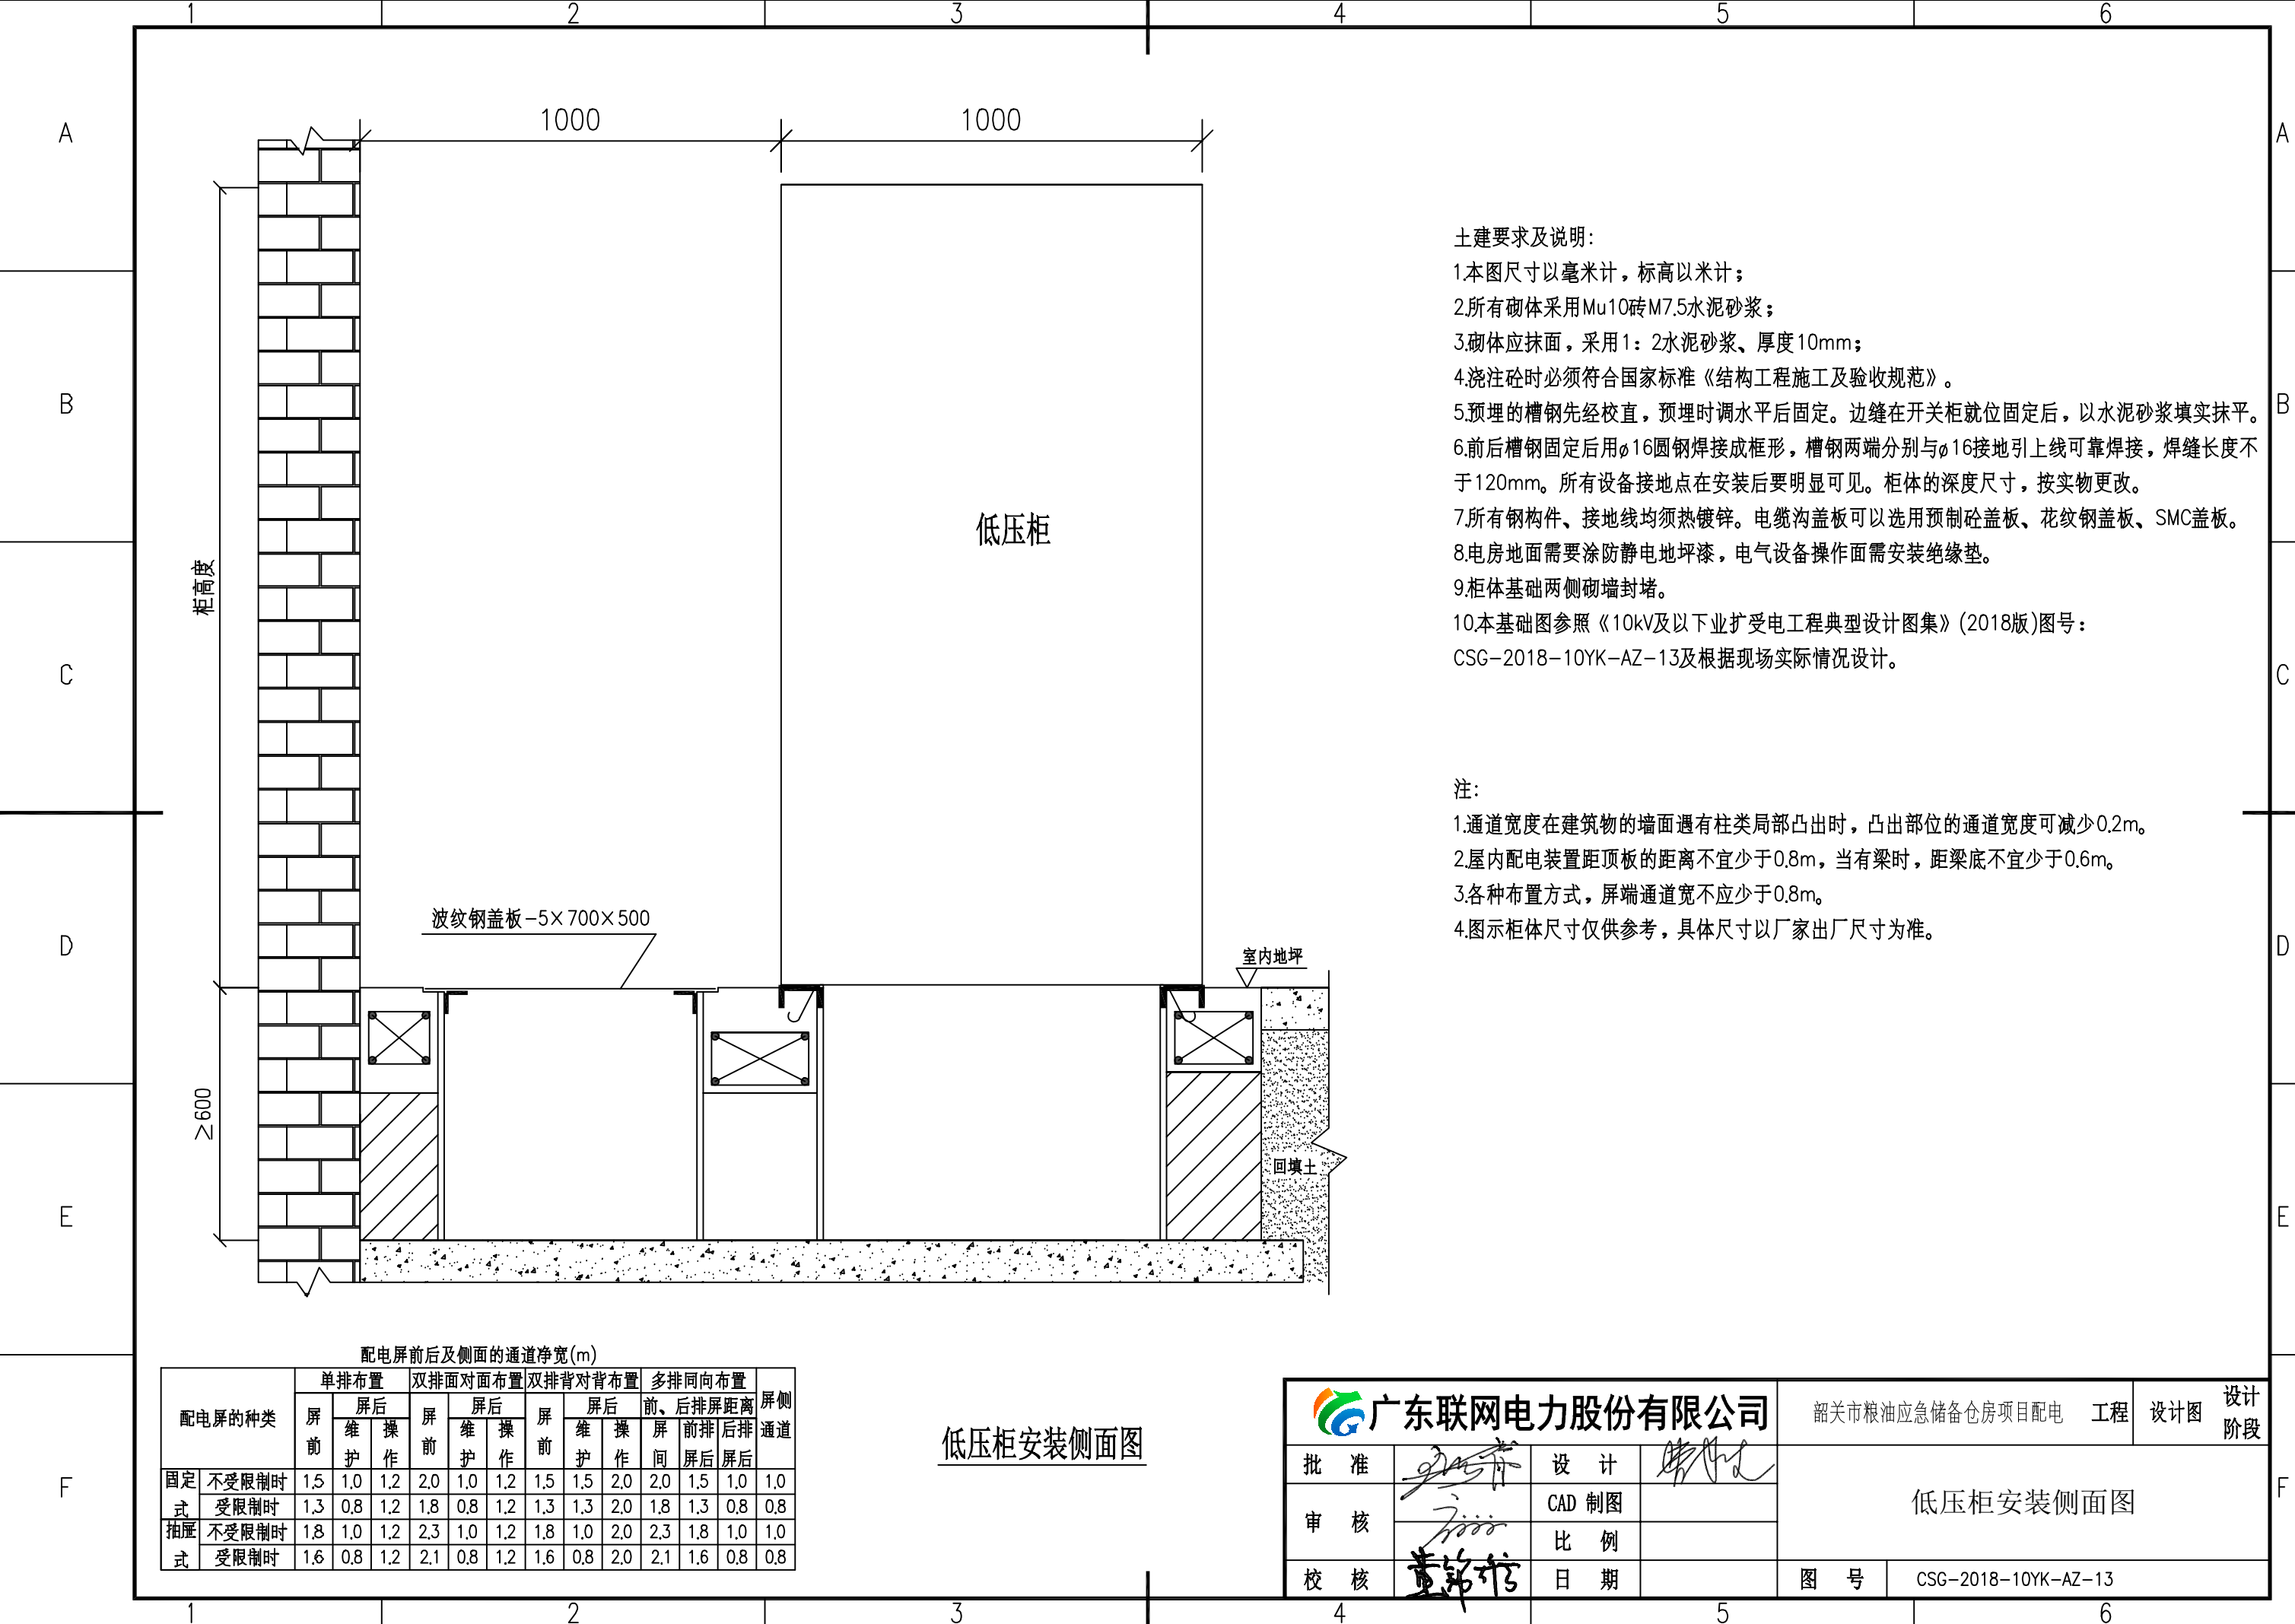 1 2 3 4 5 6
A A
B B
C C
D D
E E
F F
1000 1000
柜高度
≥600
低压柜
波纹钢盖板-5×700×500
室内地坪
回填土
土建要求及说明:
1.本图尺寸以毫米计，标高以米计；
2.所有砌体采用Mu10砖M7.5水泥砂浆；
3.砌体应抹面，采用1：2水泥砂浆、厚度10mm；
4.浇注砼时必须符合国家标准《结构工程施工及验收规范》。
5.预埋的槽钢先经校直，预埋时调水平后固定。边缝在开关柜就位固定后，以水泥砂浆填实抹平。
6.前后槽钢固定后用ø16圆钢焊接成框形，槽钢两端分别与ø16接地引上线可靠焊接，焊缝长度不
于120mm。所有设备接地点在安装后要明显可见。柜体的深度尺寸，按实物更改。
7.所有钢构件、接地线均须热镀锌。电缆沟盖板可以选用预制砼盖板、花纹钢盖板、SMC盖板。
8.电房地面需要涂防静电地坪漆，电气设备操作面需安装绝缘垫。
9.柜体基础两侧砌墙封堵。
10.本基础图参照《10kV及以下业扩受电工程典型设计图集》(2018版)图号：
CSG-2018-10YK-AZ-13及根据现场实际情况设计。
注:
1.通道宽度在建筑物的墙面遇有柱类局部凸出时，凸出部位的通道宽度可减少0.2m。
2.屋内配电装置距顶板的距离不宜少于0.8m，当有梁时，距梁底不宜少于0.6m。
3.各种布置方式，屏端通道宽不应少于0.8m。
4.图示柜体尺寸仅供参考，具体尺寸以厂家出厂尺寸为准。
配电屏前后及侧面的通道净宽(m)
配电屏的种类 单排布置 双排面对面布置 双排背对背布置 多排同向布置 屏侧通道
屏前 屏后 屏前 屏后 屏前 屏后 前、后排屏距离
维护 操作 维护 操作 维护 操作 屏间 前排屏后 后排屏后
固定式 不受限制时 1.5 1.0 1.2 2.0 1.0 1.2 1.5 1.5 2.0 2.0 1.5 1.0 1.0
受限制时 1.3 0.8 1.2 1.8 0.8 1.2 1.3 1.3 2.0 1.8 1.3 0.8 0.8
抽屉式 不受限制时 1.8 1.0 1.2 2.3 1.0 1.2 1.8 1.0 2.0 2.3 1.8 1.0 1.0
受限制时 1.6 0.8 1.2 2.1 0.8 1.2 1.6 0.8 2.0 2.1 1.6 0.8 0.8
低压柜安装侧面图
广东联网电力股份有限公司
韶关市粮油应急储备仓房项目配电 工程 设计图 设计阶段
批 准 设 计
审 核 CAD 制图
比 例
低压柜安装侧面图
校 核 日 期
图 号 CSG-2018-10YK-AZ-13
1 2 3 4 5 6